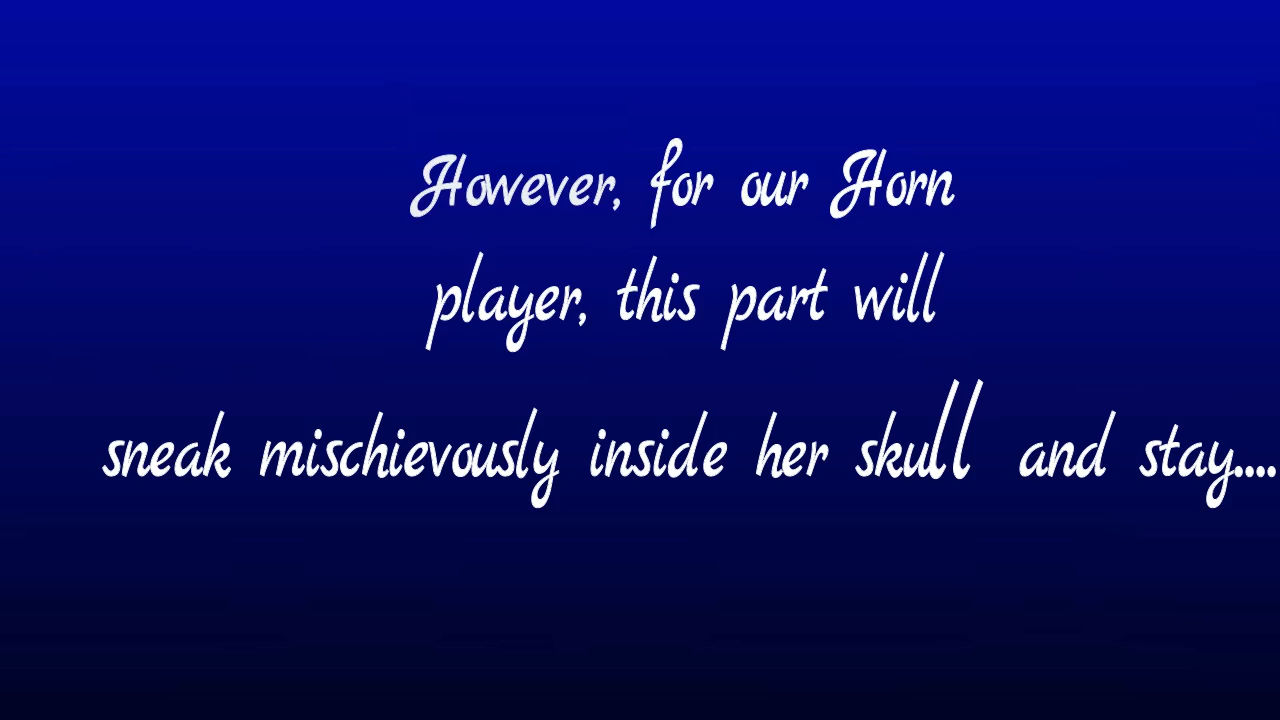 However, for our Horn
player, this part will
sneak mischievously inside her skull and stay....